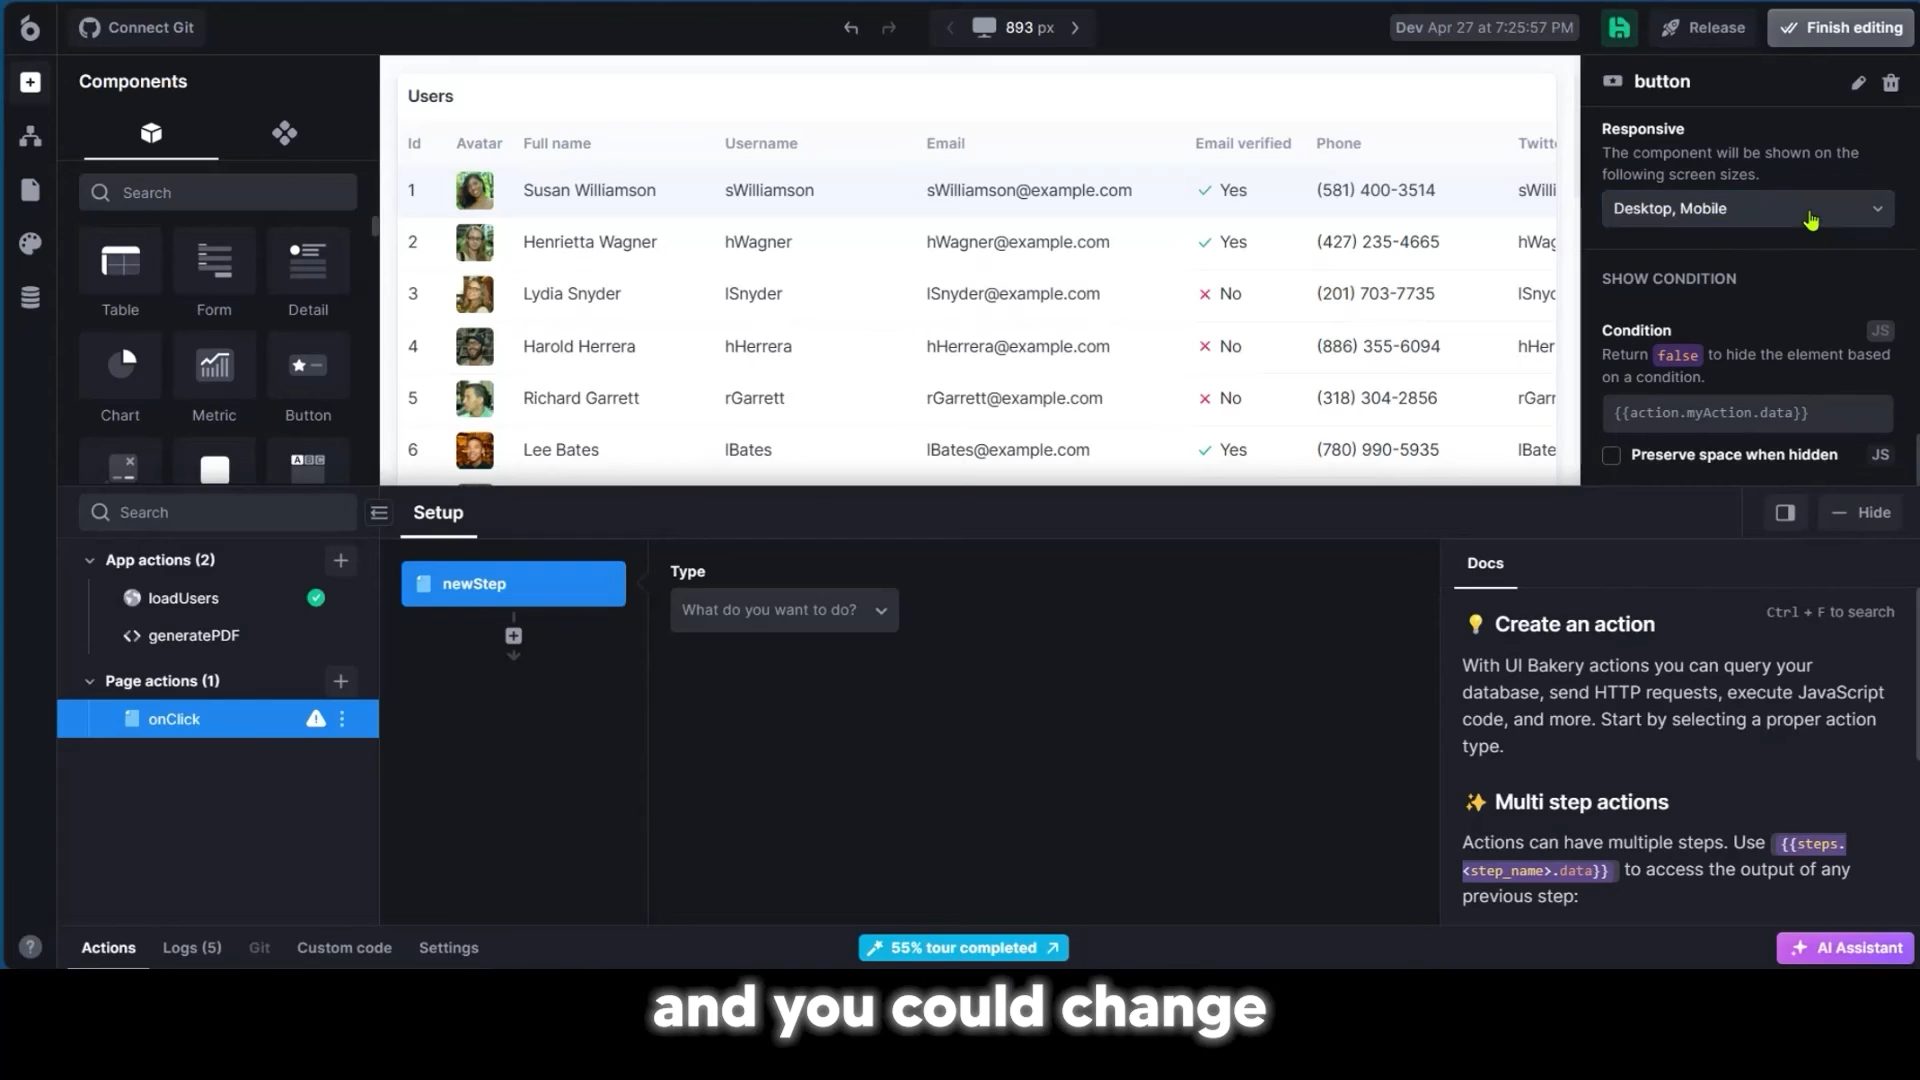 Connect Git
893 px
Dev Apr 27 at 7:25:57 PM
Release
Finish editing
Components
Search
Table
Form
Detail
Chart
Metric
Button
Users
Id Avatar Full name Username Email Email verified Phone Twitt
1 Susan Williamson sWilliamson sWilliamson@example.com Yes (581) 400-3514 sWilli
2 Henrietta Wagner hWagner hWagner@example.com Yes (427) 235-4665 hWag
3 Lydia Snyder lSnyder lSnyder@example.com No (201) 703-7735 lSnyd
4 Harold Herrera hHerrera hHerrera@example.com No (886) 355-6094 hHer
5 Richard Garrett rGarrett rGarrett@example.com No (318) 304-2856 rGarr
6 Lee Bates lBates lBates@example.com Yes (780) 990-5935 lBate
button
Responsive
The component will be shown on the
following screen sizes.
Desktop, Mobile
SHOW CONDITION
Condition JS
Return false to hide the element based
on a condition.
{{action.myAction.data}}
Preserve space when hidden JS
Search
App actions (2)
loadUsers
generatePDF
Page actions (1)
onClick
Setup
Hide
newStep
Type
What do you want to do?
Docs
Ctrl + F to search
Create an action
With UI Bakery actions you can query your
database, send HTTP requests, execute JavaScript
code, and more. Start by selecting a proper action
type.
Multi step actions
Actions can have multiple steps. Use {{steps.
<step_name>.data}} to access the output of any
previous step:
Actions
Logs (5)
Git
Custom code
Settings
55% tour completed
AI Assistant
and you could change